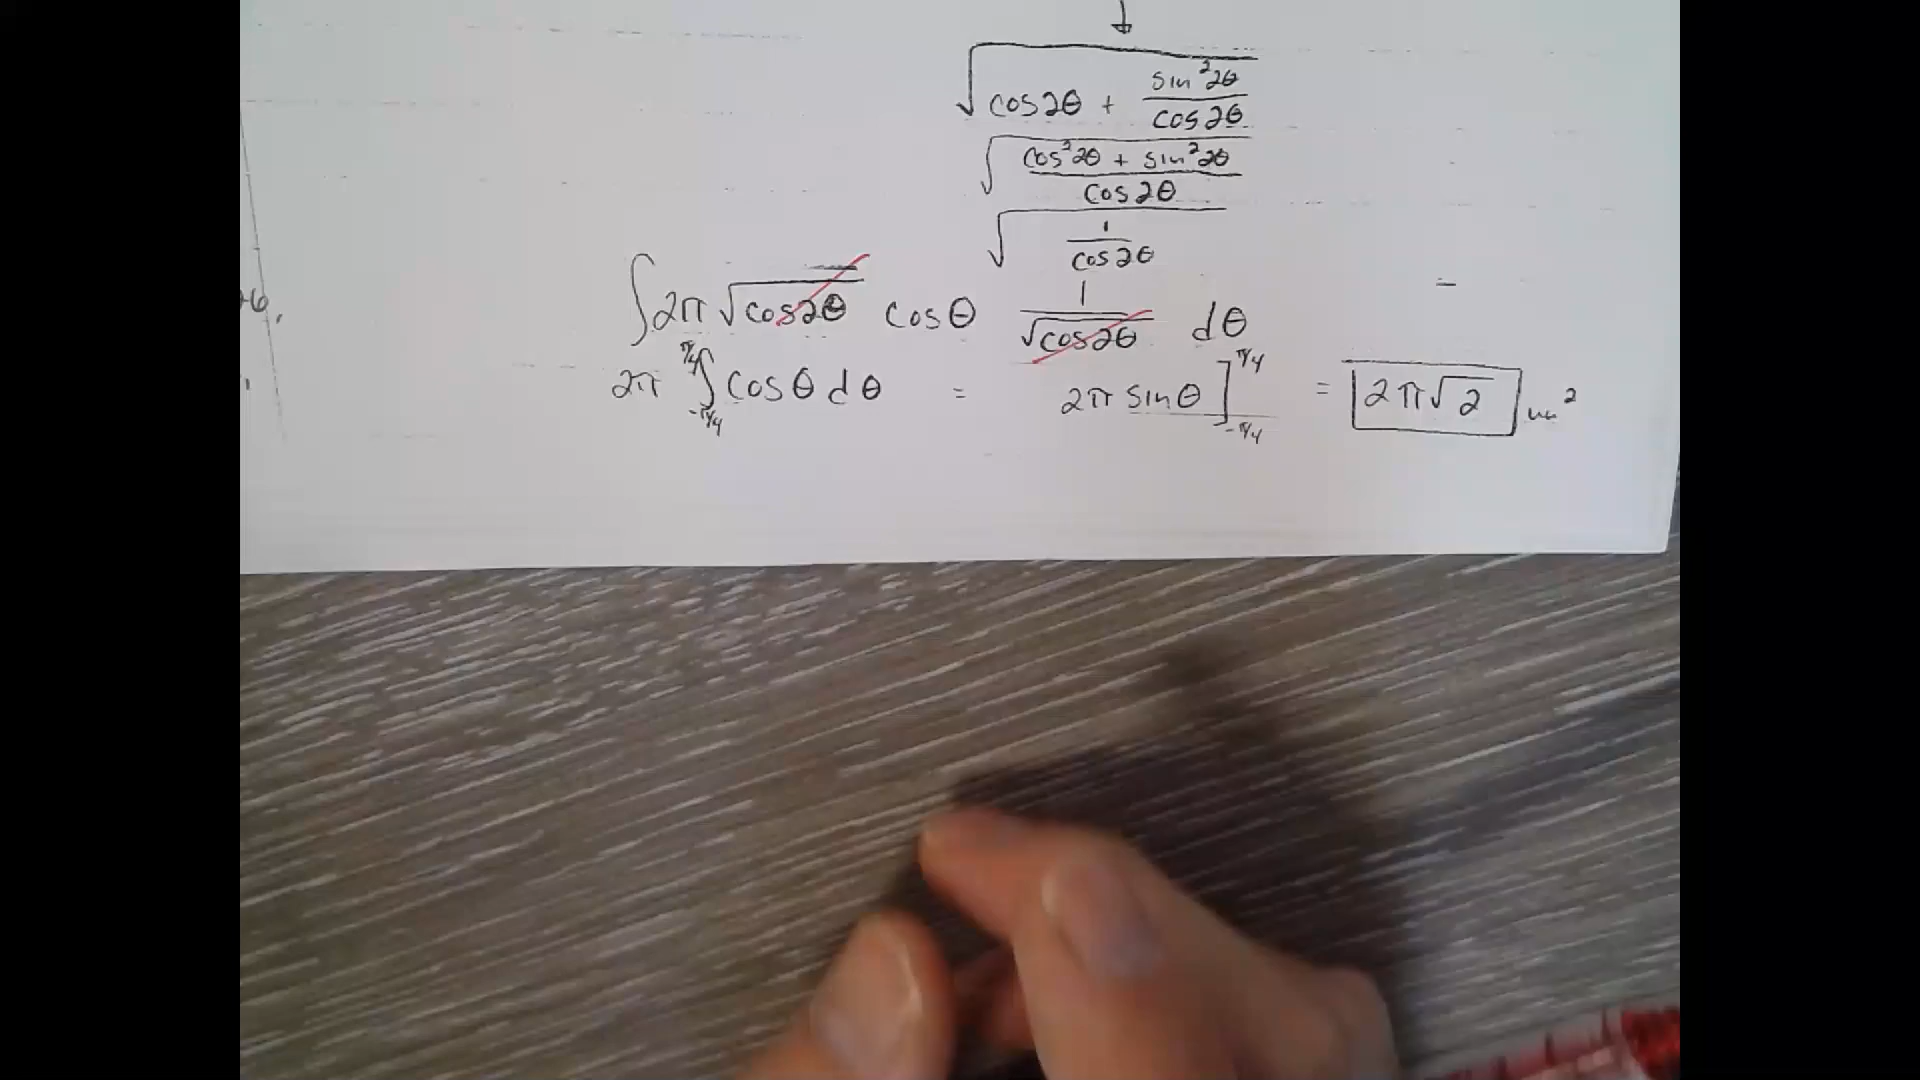 ↓
√(cos2θ + sin²2θ/cos2θ)
√((cos²2θ + sin²2θ)/cos2θ)
√(1/cos2θ)
∫2π √cos2θ cosθ 1/√cos2θ dθ
2π ∫_{-π/4}^{π/4} cosθ dθ = 2π sinθ]_{-π/4}^{π/4} = 2π√2 un²